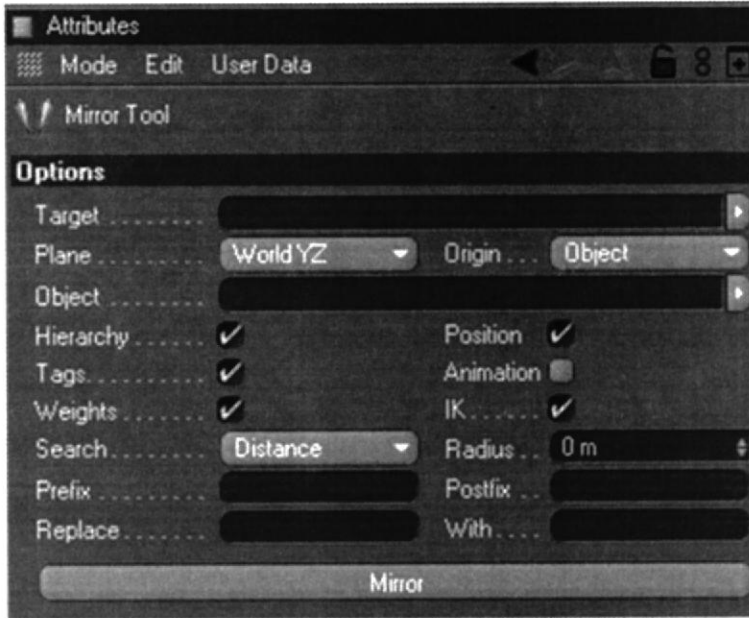 Attributes
Mode Edit User Data
Mirror Tool
Options
Target . . . . . . . .
Plane . . . . . . World YZ Origin . . . Object
Object . . . . . . . .
Hierarchy . . . . . . Position
Tags. . . . . . . . . Animation
Weights . . . . . . IK . . . . .
Search. . . . . . . Distance Radius . . 0 m
Prefix . . . . . . . . Postfix . .
Replace . . . . . . With . . . .
Mirror